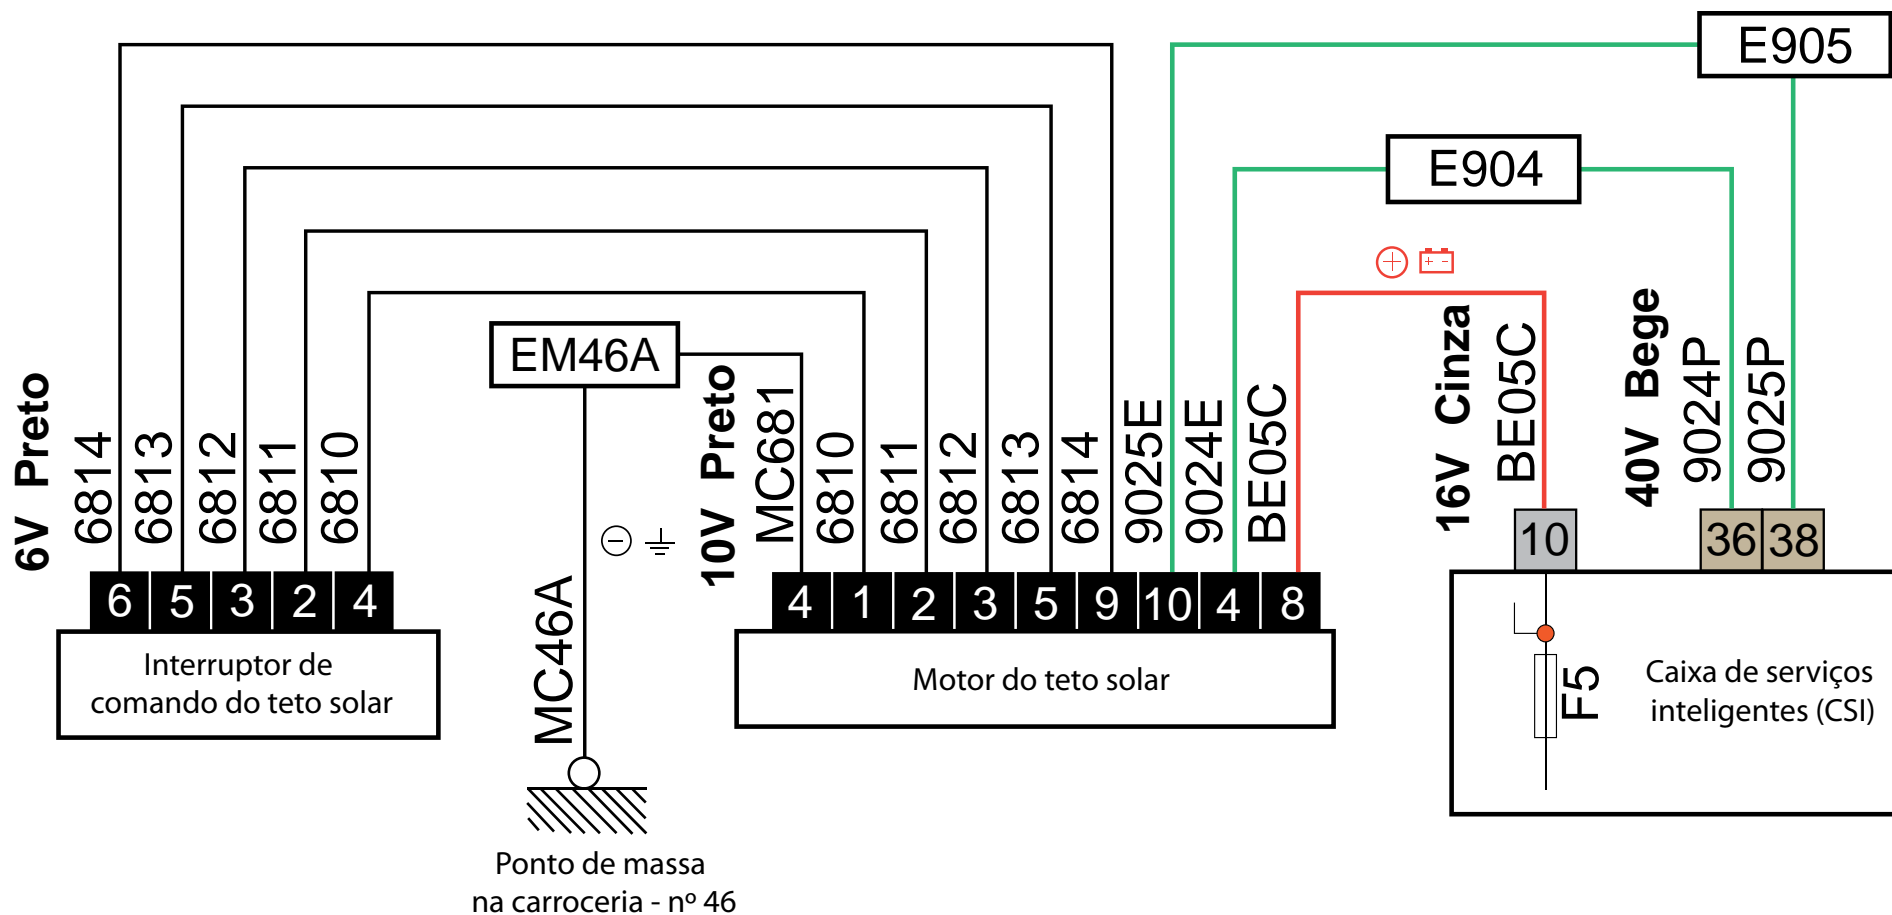 E905
E904
EM46A
6V Preto
6814
6813
6812
6811
6810
MC46A
10V Preto
MC681
6810
6811
6812
6813
6814
9025E
9024E
BE05C
16V Cinza
BE05C
40V Bege
9024P
9025P
6 5 3 2 4
4 1 2 3 5 9 10 4 8
10
36 38
Interruptor de
comando do teto solar
Motor do teto solar
F5
Caixa de serviços
inteligentes (CSI)
Ponto de massa
na carroceria - nº 46